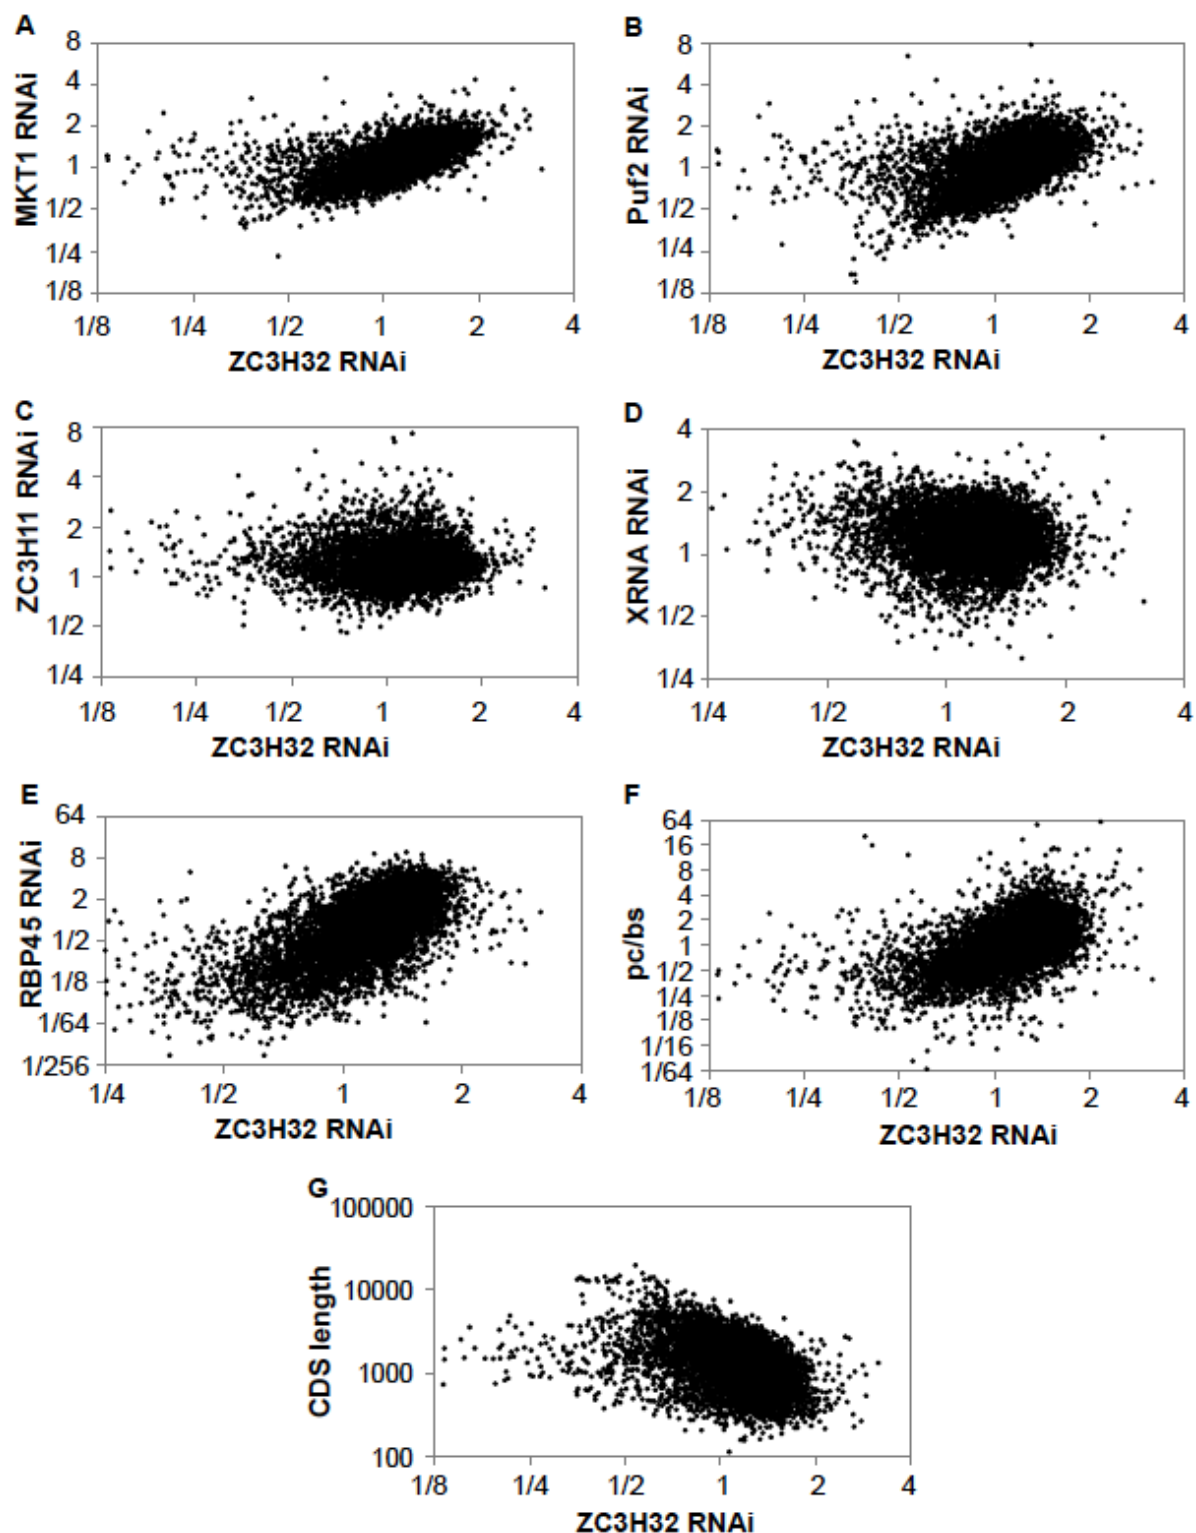 A
MKT1 RNAi
8
4
2
1
1/2
1/4
1/8
1/8 1/4 1/2 1 2 4
ZC3H32 RNAi
B
Puf2 RNAi
8
4
2
1
1/2
1/4
1/8
1/8 1/4 1/2 1 2 4
ZC3H32 RNAi
C
ZC3H11 RNAi
8
4
2
1
1/2
1/4
1/8 1/4 1/2 1 2 4
ZC3H32 RNAi
D
XRNA RNAi
4
2
1
1/2
1/4
1/4 1/2 1 2 4
ZC3H32 RNAi
E
RBP45 RNAi
64
8
2
1/2
1/8
1/64
1/256
1/4 1/2 1 2 4
ZC3H32 RNAi
F
pc/bs
64
16
8
4
2
1
1/2
1/4
1/8
1/16
1/64
1/8 1/4 1/2 1 2 4
ZC3H32 RNAi
G
CDS length
100000
10000
1000
100
1/8 1/4 1/2 1 2 4
ZC3H32 RNAi